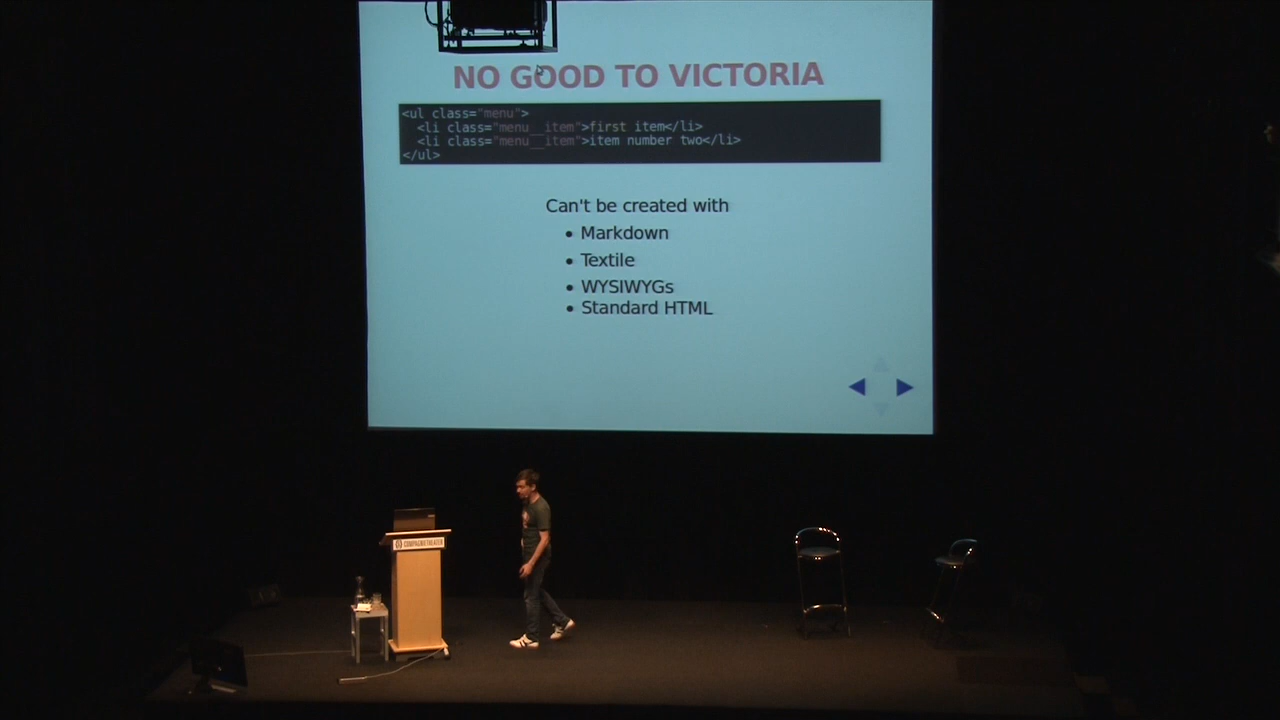 NO GOOD TO VICTORIA
<ul class="menu">
<li class="menu__item">first item</li>
<li class="menu__item">item number two</li>
</ul>
Can't be created with
• Markdown
• Textile
• WYSIWYGs
• Standard HTML
COMPAGNIETHEATER